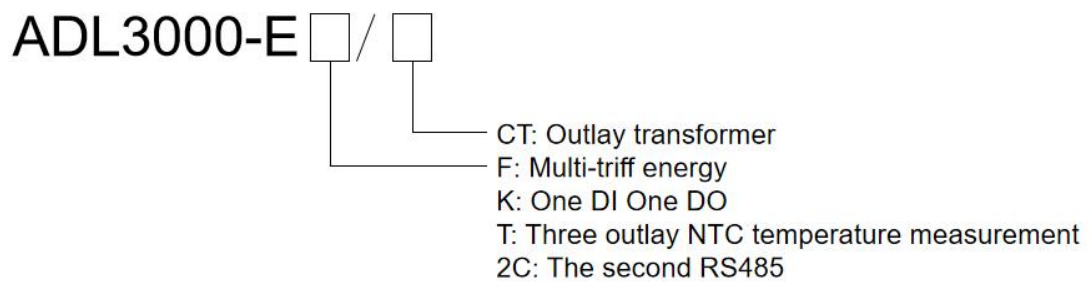 ADL3000-E □/□
CT: Outlay transformer
F: Multi-triff energy
K: One DI One DO
T: Three outlay NTC temperature measurement
2C: The second RS485